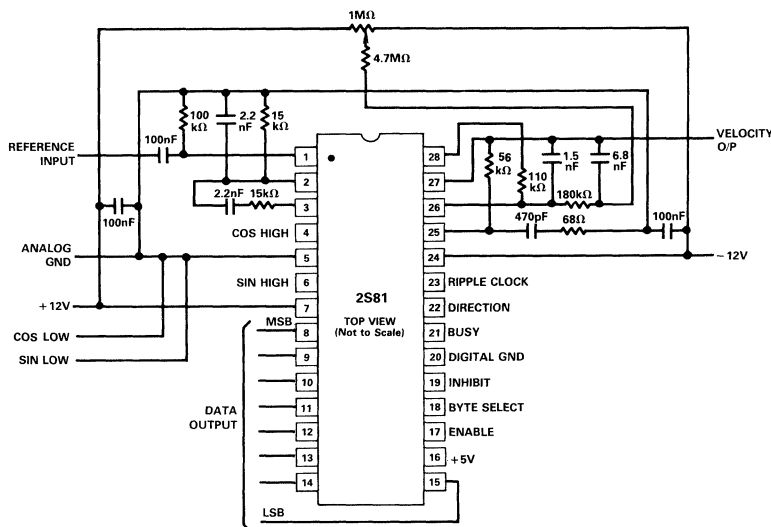 1MΩ
4.7MΩ
100
kΩ
2.2
nF
15
kΩ
100nF
REFERENCE
INPUT
2.2nF
15kΩ
100nF
ANALOG
GND
+12V
COS LOW
SIN LOW
COS HIGH
SIN HIGH
MSB
DATA
OUTPUT
LSB
1
2
3
4
5
6
7
8
9
10
11
12
13
14
2S81
TOP VIEW
(Not to Scale)
28
27
26
25
24
23
22
21
20
19
18
17
16
15
56
kΩ
110
kΩ
1.5
nF
6.8
nF
VELOCITY
O/P
180kΩ
470pF
68Ω
100nF
−12V
RIPPLE CLOCK
DIRECTION
BUSY
DIGITAL GND
INHIBIT
BYTE SELECT
ENABLE
+5V